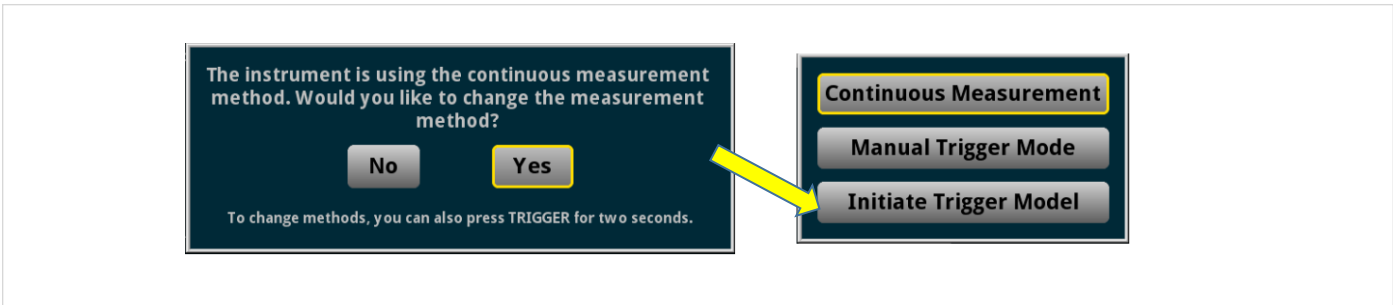 The instrument is using the continuous measurement
method. Would you like to change the measurement
method?
No
Yes
To change methods, you can also press TRIGGER for two seconds.
Continuous Measurement
Manual Trigger Mode
Initiate Trigger Model